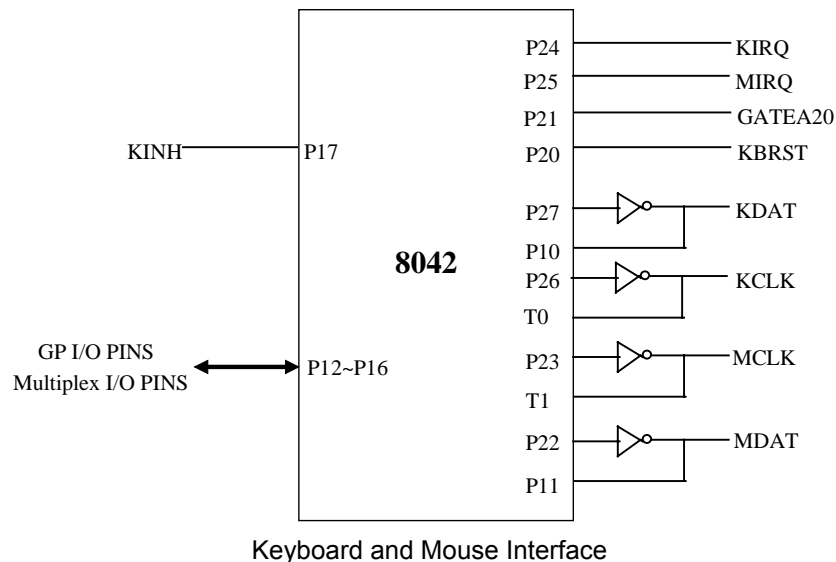 P24 KIRQ
P25 MIRQ
P21 GATEA20
KINH P17 P20 KBRST
P27 KDAT
P10
8042
P26 KCLK
T0
GP I/O PINS
Multiplex I/O PINS
P12~P16
P23 MCLK
T1
P22 MDAT
P11
Keyboard and Mouse Interface